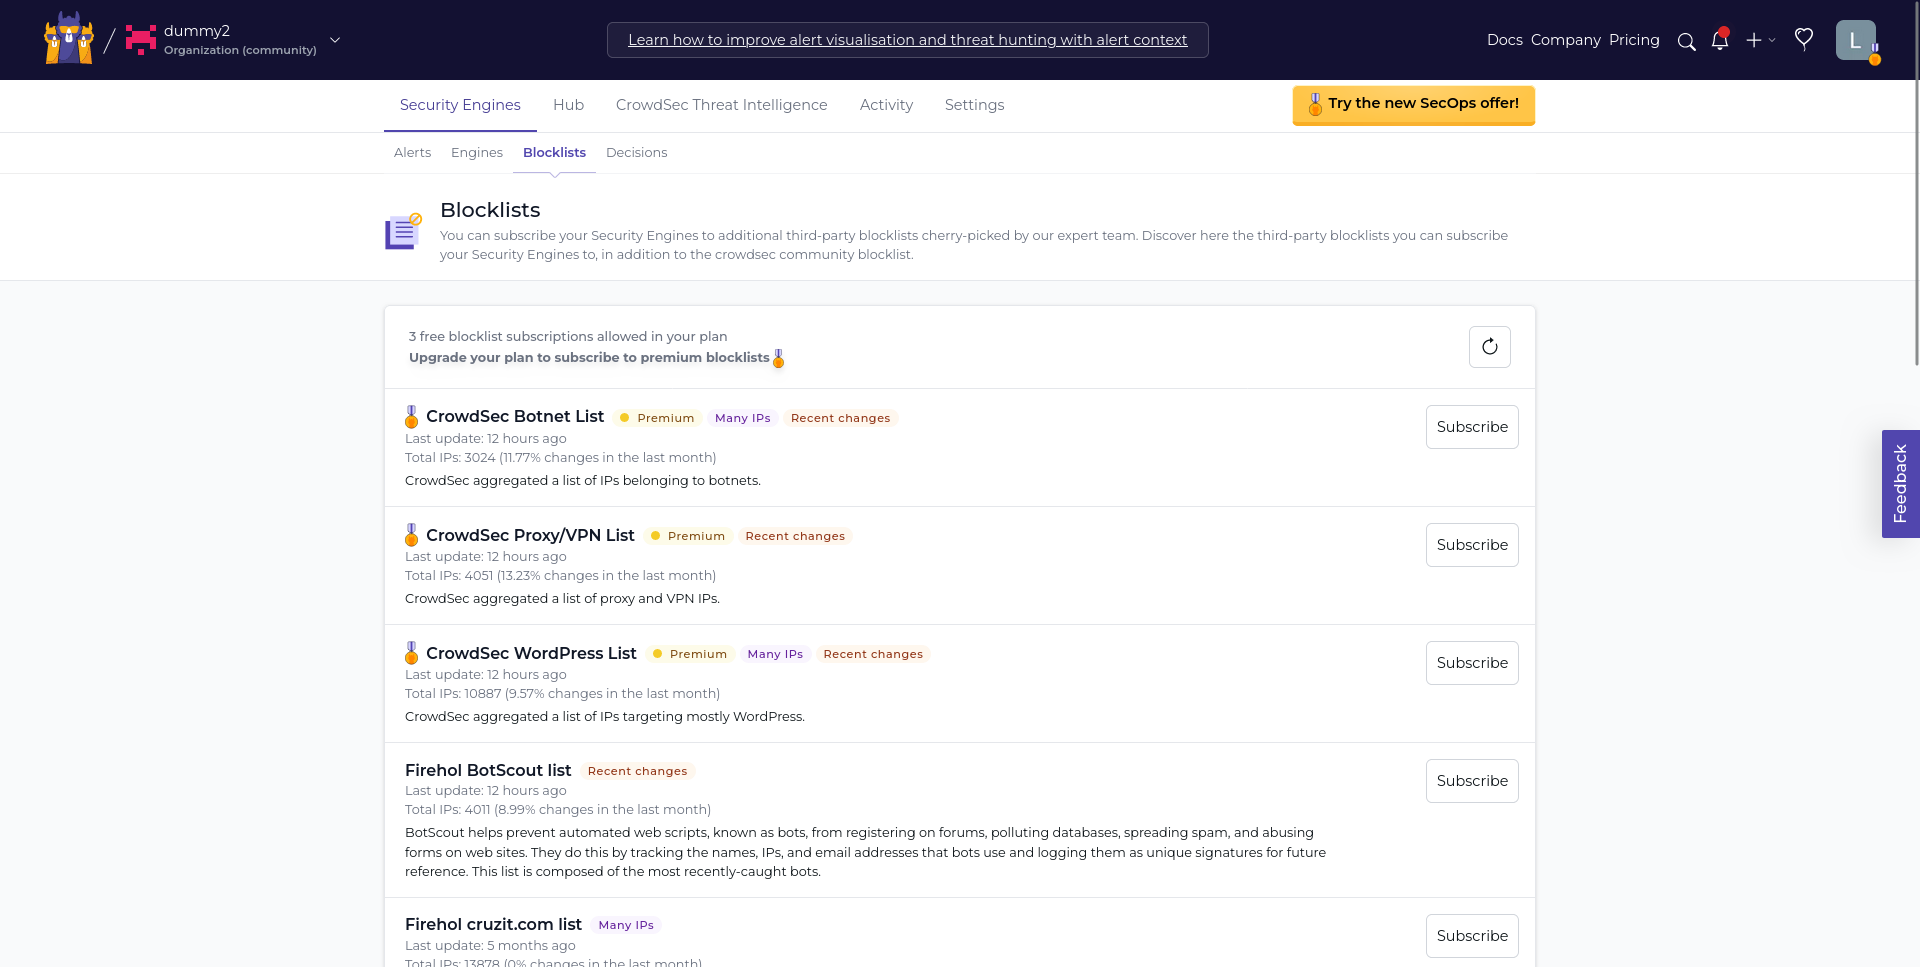 dummy2
Organization (community)
Learn how to improve alert visualisation and threat hunting with alert context
Docs Company Pricing
L
Security Engines Hub CrowdSec Threat Intelligence Activity Settings
Try the new SecOps offer!
Alerts Engines Blocklists Decisions
Blocklists
You can subscribe your Security Engines to additional third-party blocklists cherry-picked by our expert team. Discover here the third-party blocklists you can subscribe
your Security Engines to, in addition to the crowdsec community blocklist.
3 free blocklist subscriptions allowed in your plan
Upgrade your plan to subscribe to premium blocklists
CrowdSec Botnet List Premium Many IPs Recent changes
Subscribe
Last update: 12 hours ago
Total IPs: 3024 (11.77% changes in the last month)
CrowdSec aggregated a list of IPs belonging to botnets.
Feedback
CrowdSec Proxy/VPN List Premium Recent changes
Subscribe
Last update: 12 hours ago
Total IPs: 4051 (13.23% changes in the last month)
CrowdSec aggregated a list of proxy and VPN IPs.
CrowdSec WordPress List Premium Many IPs Recent changes
Subscribe
Last update: 12 hours ago
Total IPs: 10887 (9.57% changes in the last month)
CrowdSec aggregated a list of IPs targeting mostly WordPress.
Firehol BotScout list Recent changes
Subscribe
Last update: 12 hours ago
Total IPs: 4011 (8.99% changes in the last month)
BotScout helps prevent automated web scripts, known as bots, from registering on forums, polluting databases, spreading spam, and abusing
forms on web sites. They do this by tracking the names, IPs, and email addresses that bots use and logging them as unique signatures for future
reference. This list is composed of the most recently-caught bots.
Firehol cruzit.com list Many IPs
Subscribe
Last update: 5 months ago
Total IPs: 13878 (0% changes in the last month)